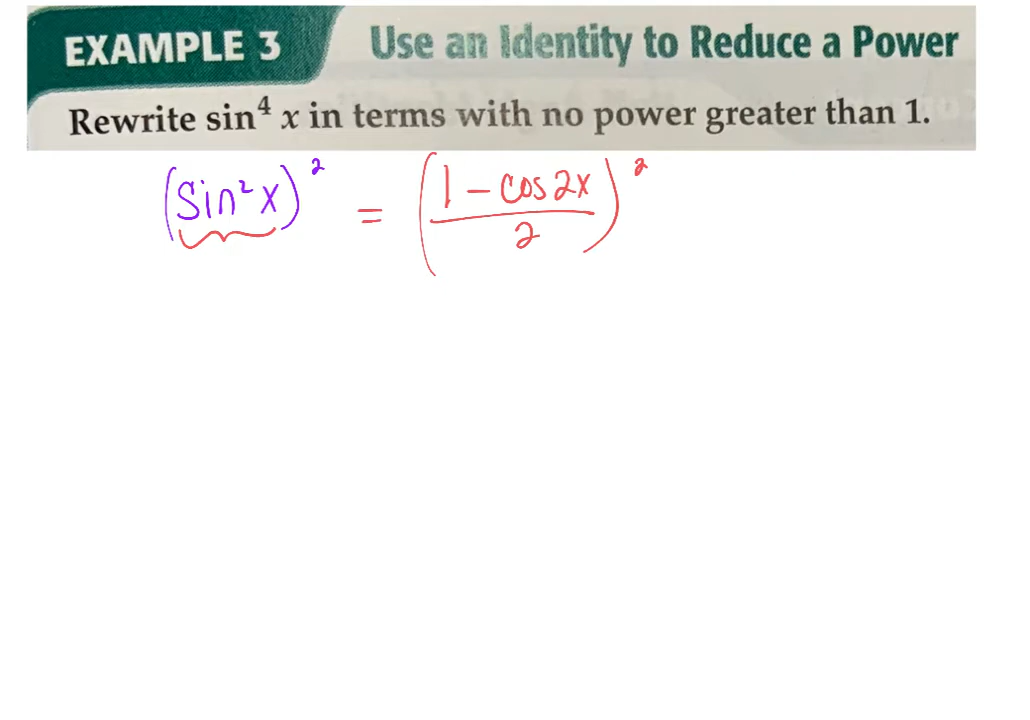 EXAMPLE 3 Use an Identity to Reduce a Power
Rewrite sin⁴ x in terms with no power greater than 1.
(Sin²x)² = ((1 - cos 2x)/2)²